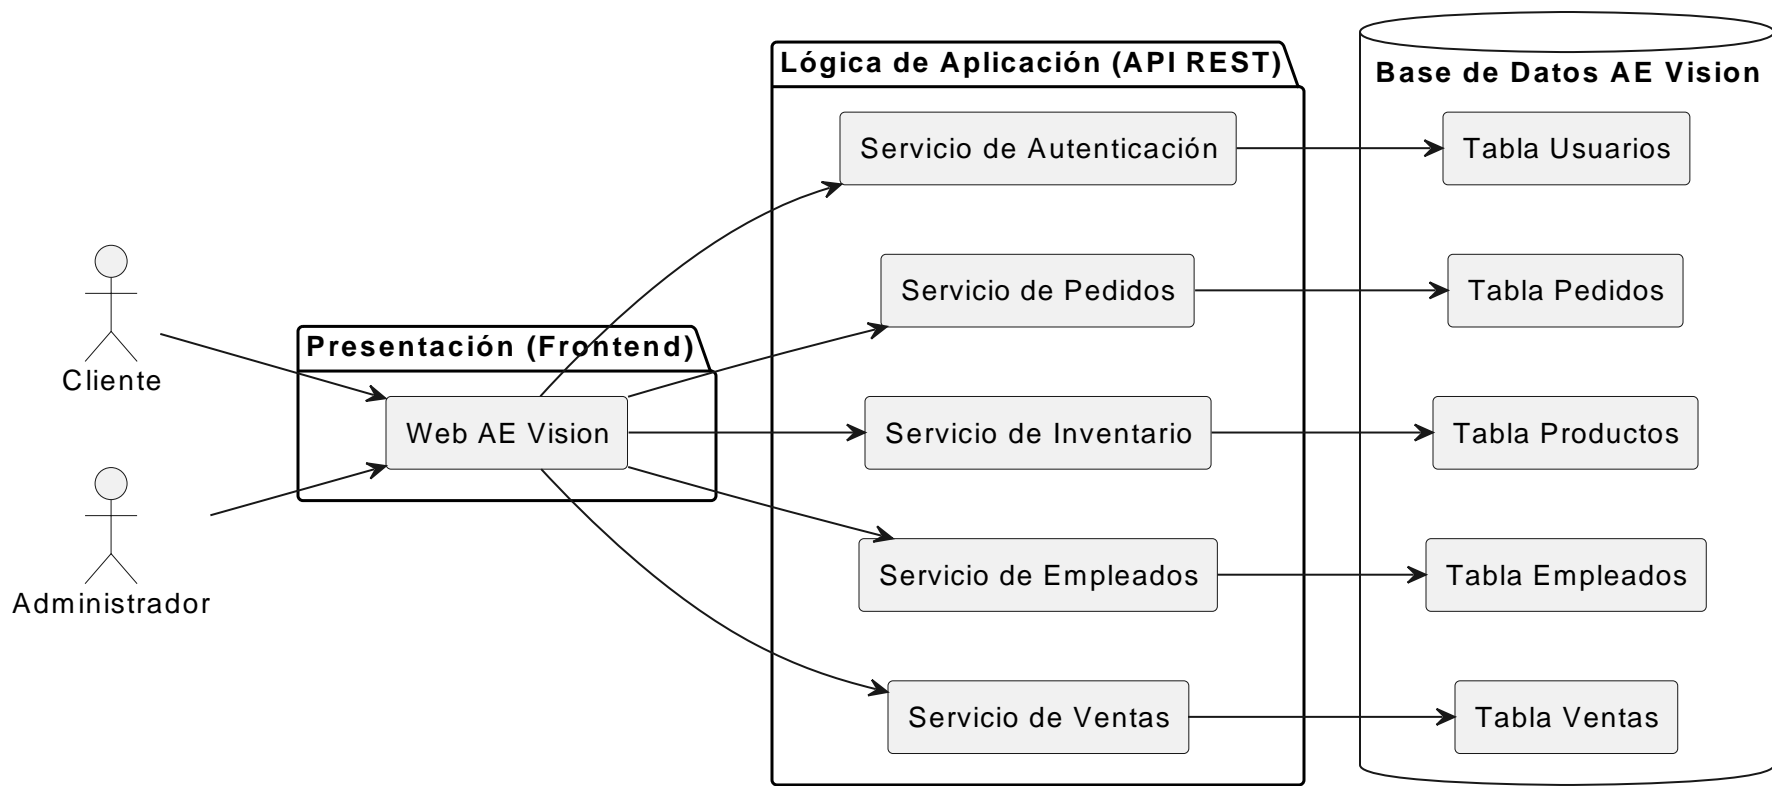 Cliente
Administrador
Presentación (Frontend)
Web AE Vision
Lógica de Aplicación (API REST)
Servicio de Autenticación
Servicio de Pedidos
Servicio de Inventario
Servicio de Empleados
Servicio de Ventas
Base de Datos AE Vision
Tabla Usuarios
Tabla Pedidos
Tabla Productos
Tabla Empleados
Tabla Ventas